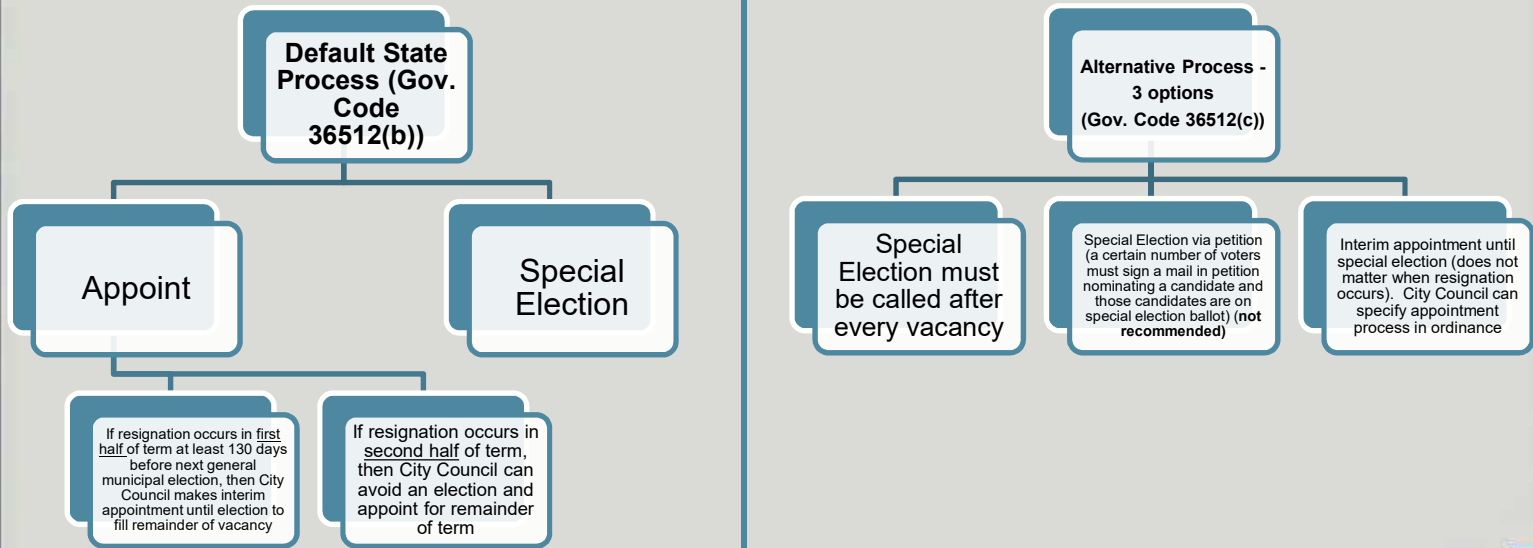 Default State
Process (Gov.
Code
36512(b))
Appoint
Special
Election
If resignation occurs in first
half of term at least 130 days
before next general
municipal election, then City
Council makes interim
appointment until election to
fill remainder of vacancy
If resignation occurs in
second half of term,
then City Council can
avoid an election and
appoint for remainder
of term
Alternative Process -
3 options
(Gov. Code 36512(c))
Special
Election must
be called after
every vacancy
Special Election via petition
(a certain number of voters
must sign a mail in petition
nominating a candidate and
those candidates are on
special election ballot) (not
recommended)
Interim appointment until
special election (does not
matter when resignation
occurs). City Council can
specify appointment
process in ordinance